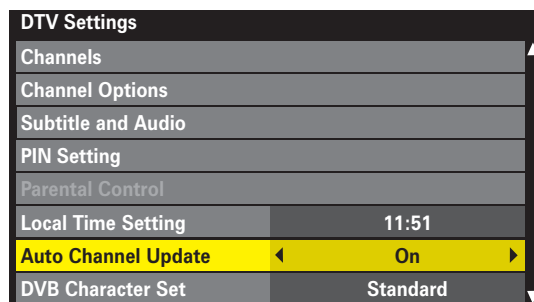 DTV Settings
Channels
Channel Options
Subtitle and Audio
PIN Setting
Parental Control
Local Time Setting 11:51
Auto Channel Update On
DVB Character Set Standard